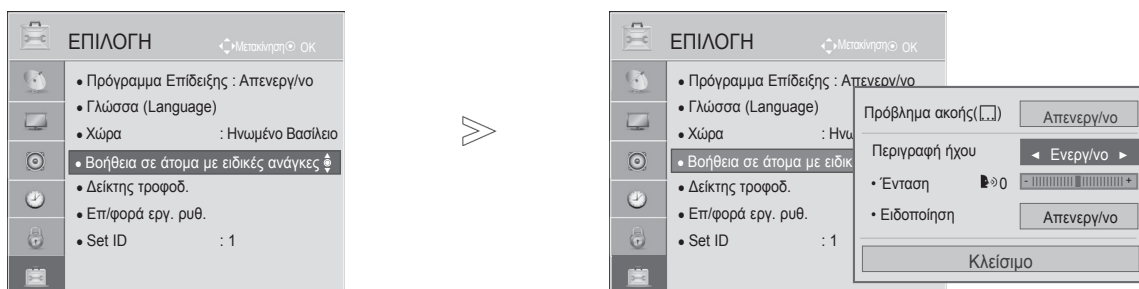 ΕΠΙΛΟΓΗ
Μετακίνηση OK
• Πρόγραμμα Επίδειξης : Απενεργ/νο
• Γλώσσα (Language)
• Χώρα : Ηνωμένο Βασίλειο
• Βοήθεια σε άτομα με ειδικές ανάγκες
• Δείκτης τροφοδ.
• Επ/φορά εργ. ρυθ.
• Set ID : 1
ΕΠΙΛΟΓΗ
Μετακίνηση OK
• Πρόγραμμα Επίδειξης : Απενεργ/νο
• Γλώσσα (Language)
• Χώρα : Ηνω
• Βοήθεια σε άτομα με ειδικ
• Δείκτης τροφοδ.
• Επ/φορά εργ. ρυθ.
• Set ID : 1
Πρόβλημα ακοής( ) Απενεργ/νο
Περιγραφή ήχου ◄ Ενεργ/νο ►
• Ένταση 0 - +
• Ειδοποίηση Απενεργ/νο
Κλείσιμο